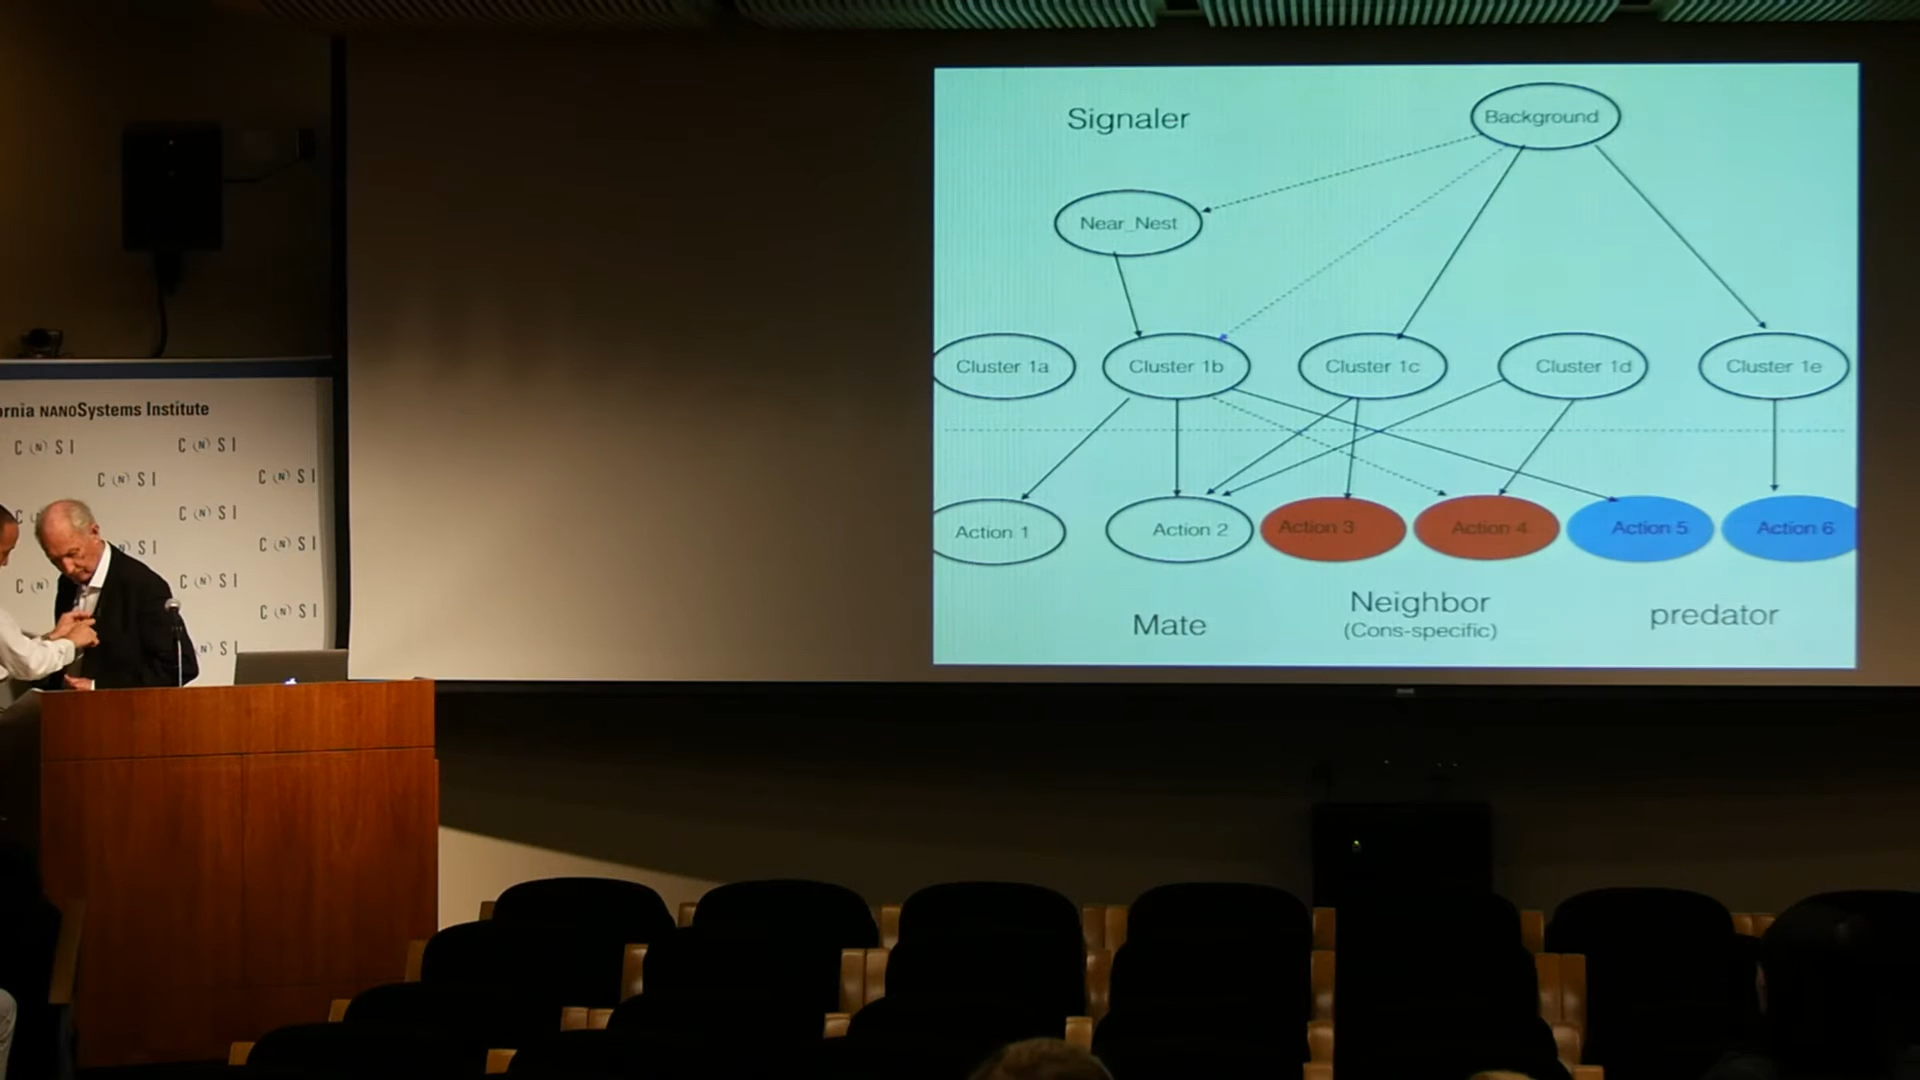 Signaler
Background
Near_Nest
Cluster 1a
Cluster 1b
Cluster 1c
Cluster 1d
Cluster 1e
Action 1
Action 2
Action 3
Action 4
Action 5
Action 6
Mate
Neighbor
(Cons-specific)
predator
ornia NANOSystems Institute
C (N) S I
C (N) S I
C (N) S I
C (N) S I
C (N) S I
C (N) S I
C (N) S I
C (N)
C (N) S I